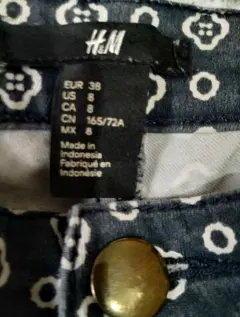 H&M
EUR 38
US 8
CA 8
CN 165/72A
MX 8
Made in
Indonesia
Fabriqué en
Indonésie